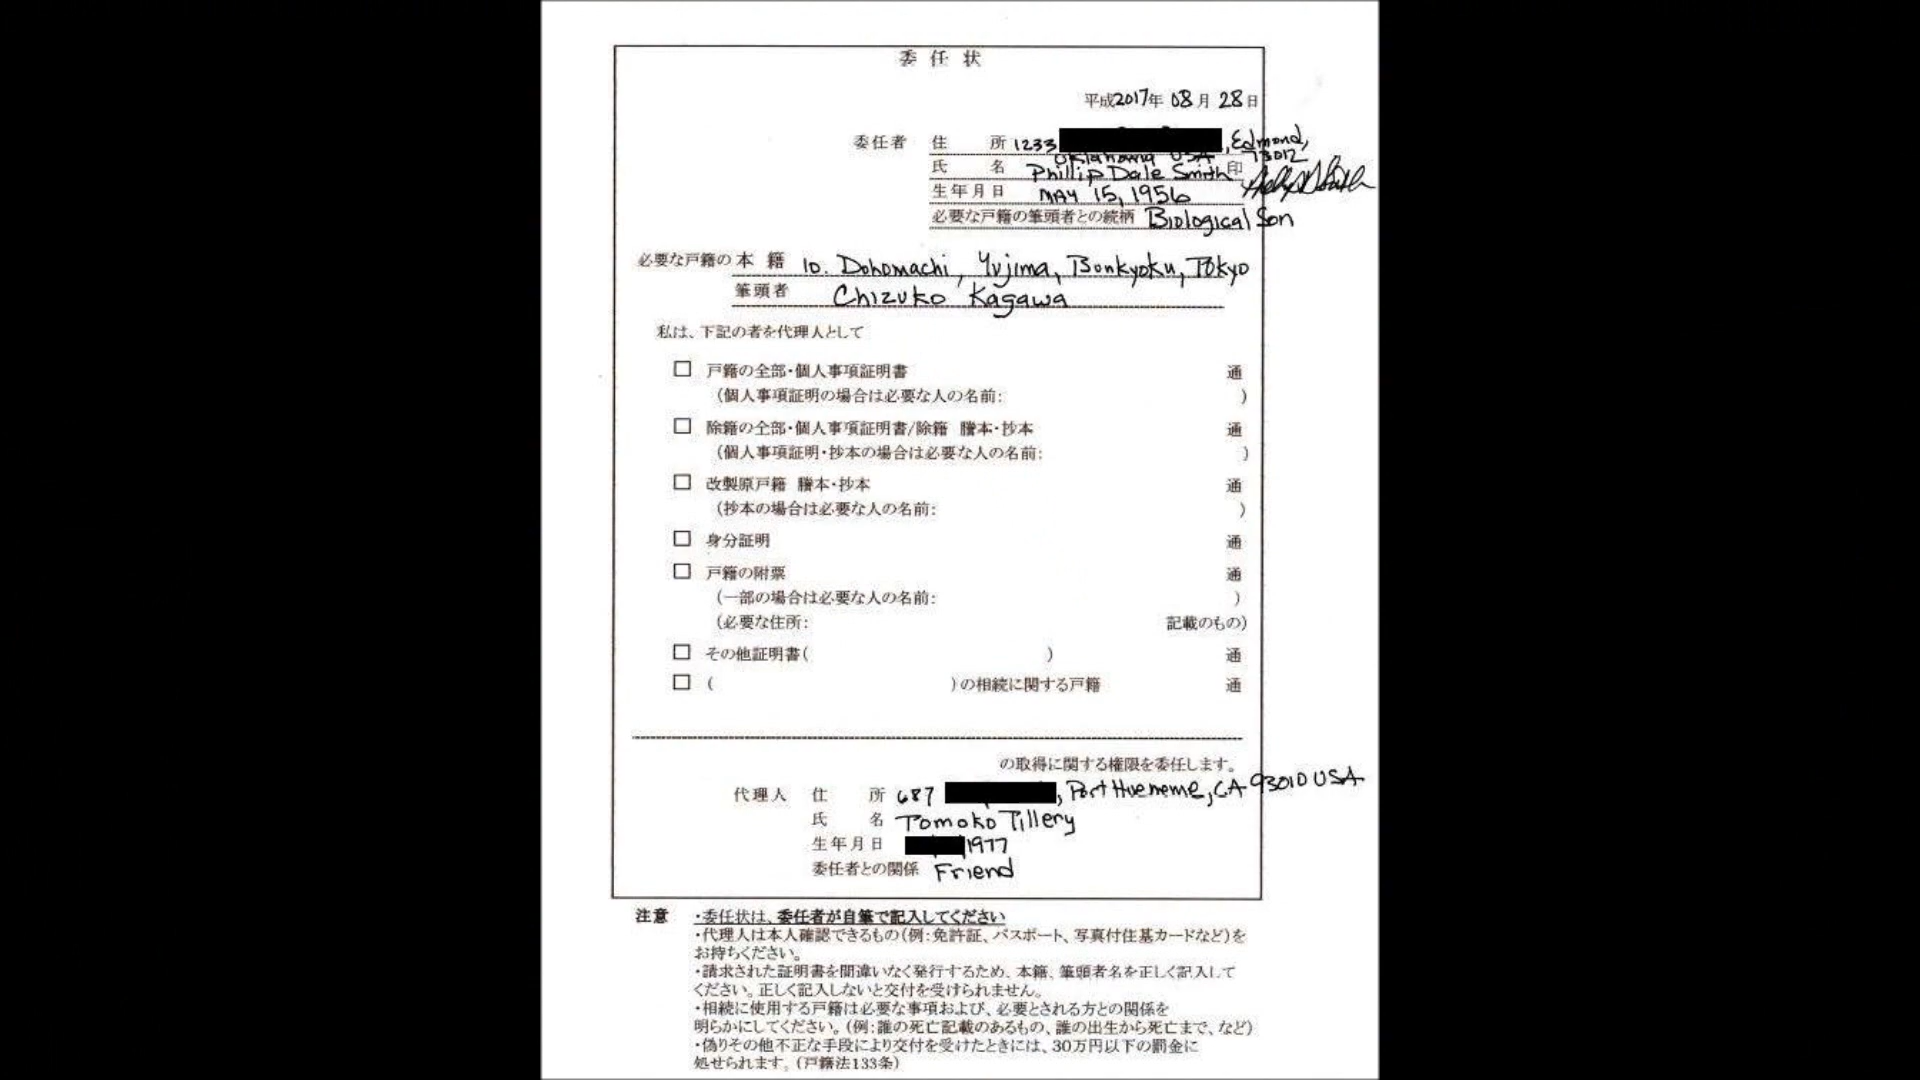 委 任 状
平成2017年 08月 28日
委任者 住 所 1233 , Edmond,
Oklahoma USA 73012
氏 名 Phillip Dale Smith 印
生年月日 MAY 15, 1956
必要な戸籍の筆頭者との続柄 Biological Son
必要な戸籍の 本 籍 10. Dohomachi, Yujima, Bonkyoku, Tokyo
筆頭者 Chizuko Kagawa
私は、下記の者を代理人として
□ 戸籍の全部・個人事項証明書 通
(個人事項証明の場合は必要な人の名前: )
□ 除籍の全部・個人事項証明書/除籍 謄本・抄本 通
(個人事項証明・抄本の場合は必要な人の名前: )
□ 改製原戸籍 謄本・抄本 通
(抄本の場合は必要な人の名前: )
□ 身分証明 通
□ 戸籍の附票 通
(一部の場合は必要な人の名前: )
(必要な住所: 記載のもの)
□ その他証明書( ) 通
□ ( )の相続に関する戸籍 通
の取得に関する権限を委任します。
代理人 住 所 687 , Port Hueneme, CA 93010 USA
氏 名 Tomoko Tillery
生年月日 1977
委任者との関係 Friend
注意 ・委任状は、委任者が自筆で記入してください
・代理人は本人確認できるもの(例:免許証、パスポート、写真付住基カードなど)を
お持ちください。
・請求された証明書を間違いなく発行するため、本籍、筆頭者名を正しく記入して
ください。正しく記入しないと交付を受けられません。
・相続に使用する戸籍は必要な事項および、必要とされる方との関係を
明らかにしてください。(例:誰の死亡記載のあるもの、誰の出生から死亡まで、など)
・偽りその他不正な手段により交付を受けたときには、30万円以下の罰金に
処せられます。(戸籍法133条)